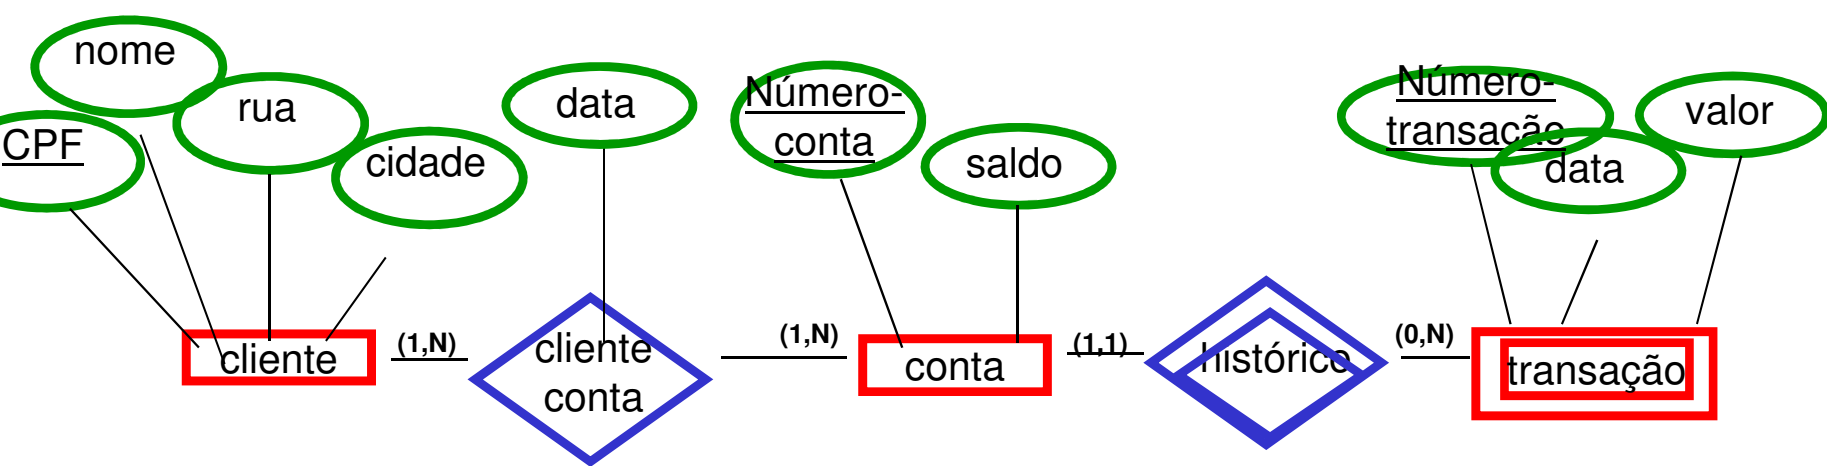 nome
rua
CPF
cidade
data
Número-
conta
saldo
Número-
transação
data
valor
cliente
(1,N)
cliente
conta
(1,N)
conta
(1,1)
histórico
(0,N)
transação